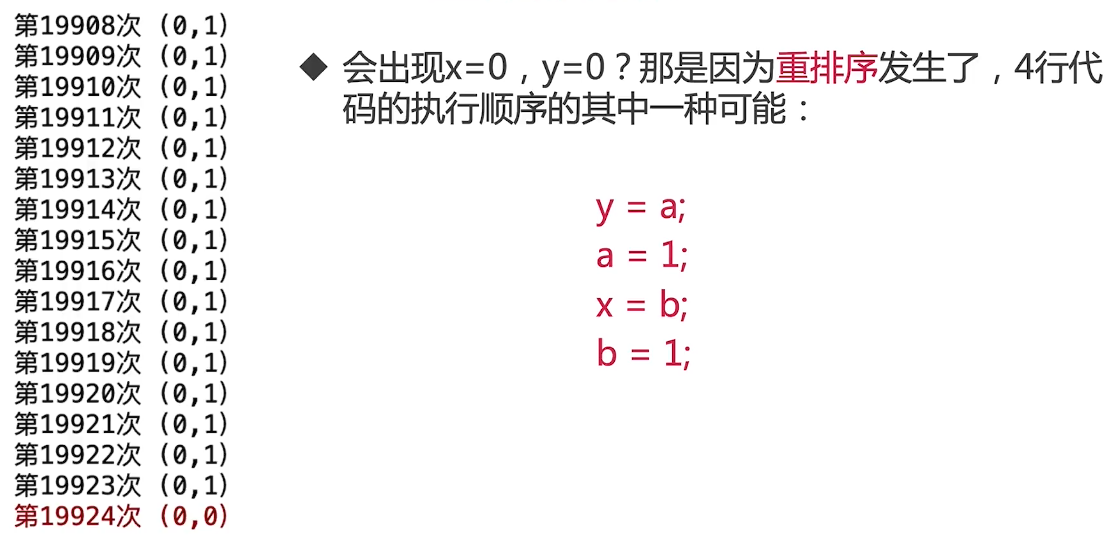 第19908次 (0,1)
第19909次 (0,1)
第19910次 (0,1)
第19911次 (0,1)
第19912次 (0,1)
第19913次 (0,1)
第19914次 (0,1)
第19915次 (0,1)
第19916次 (0,1)
第19917次 (0,1)
第19918次 (0,1)
第19919次 (0,1)
第19920次 (0,1)
第19921次 (0,1)
第19922次 (0,1)
第19923次 (0,1)
第19924次 (0,0)
◆ 会出现x=0，y=0？那是因为重排序发生了，4行代
码的执行顺序的其中一种可能：
y = a;
a = 1;
x = b;
b = 1;